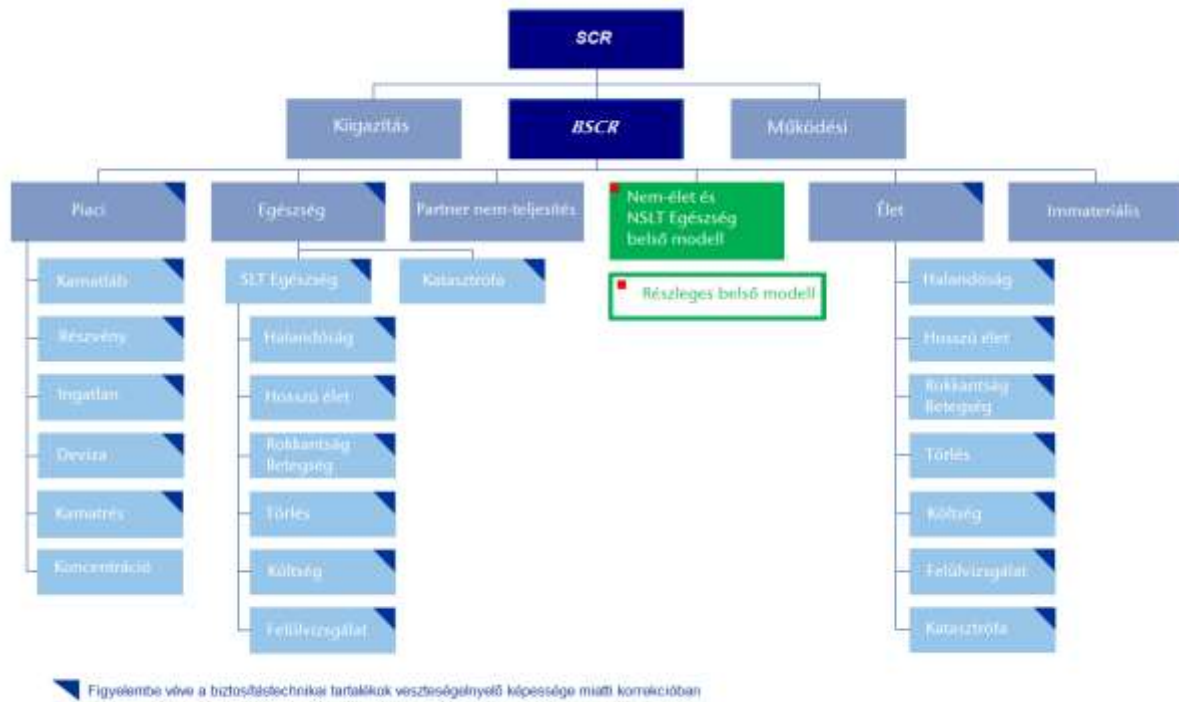 SCR
Kiigazítás
BSCR
Működési
Piaci
Egészség
Partner nem-teljesítés
Nem-élet és
NSLT Egészség
belső modell
Élet
Immateriális
Kamatláb
Részvény
Ingatlan
Deviza
Kamatrés
Koncentráció
SLT Egészség
Katasztrófa
Halandóság
Hosszú élet
Rokkantság
Betegség
Törlés
Költség
Felülvizsgálat
Részleges belső modell
Halandóság
Hosszú élet
Rokkantság
Betegség
Törlés
Költség
Felülvizsgálat
Katasztrófa
Figyelembe véve a biztosítástechnikai tartalékok veszteségelnyelő képessége miatti korrekcióban